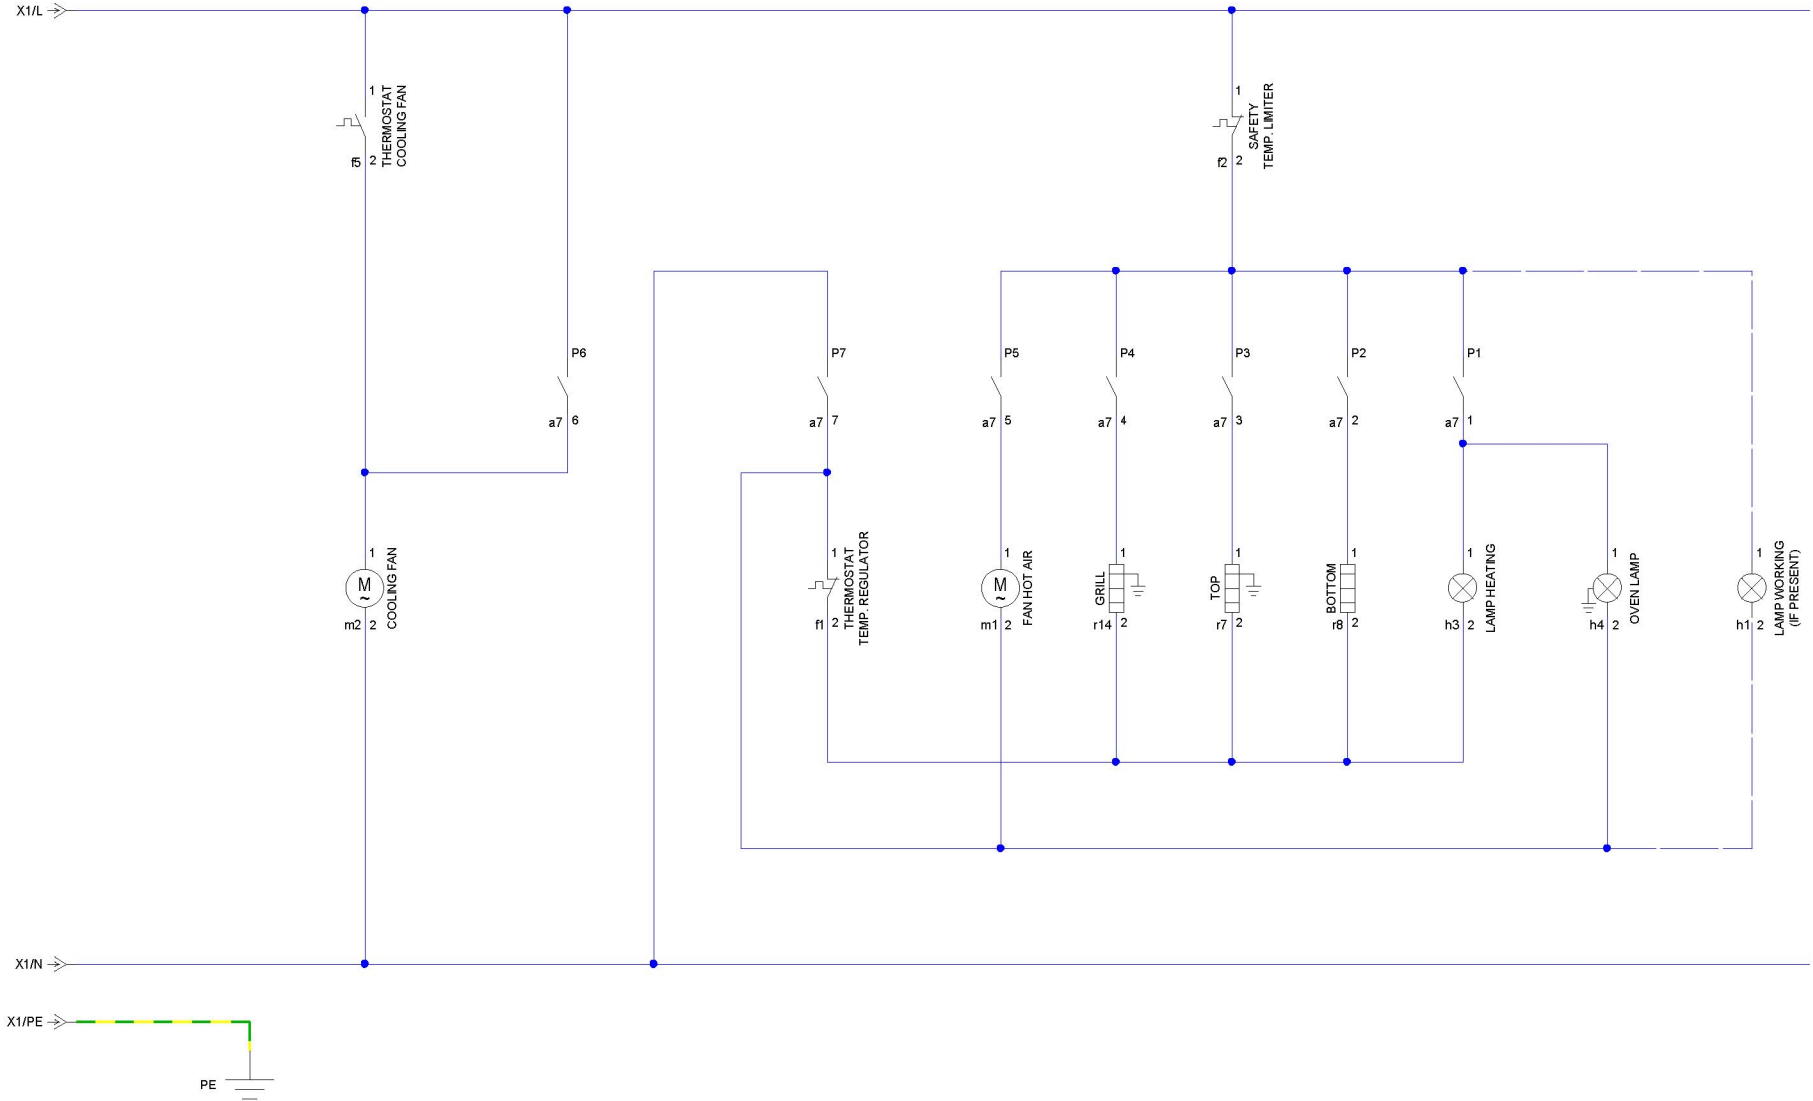 X1/L
1
THERMOSTAT
COOLING FAN
f5 2
1
SAFETY
TEMP. LIMITER
f2 2
P6
a7 6
P7
a7 7
P5
a7 5
P4
a7 4
P3
a7 3
P2
a7 2
P1
a7 1
1
M
~
COOLING FAN
m2 2
1
THERMOSTAT
TEMP. REGULATOR
f1 2
1
M
~
FAN HOT AIR
m1 2
1
GRILL
r14 2
1
TOP
r7 2
1
BOTTOM
r8 2
1
LAMP HEATING
h3 2
1
OVEN LAMP
h4 2
1
LAMP WORKING
(IF PRESENT)
h1 2
X1/N
X1/PE
PE